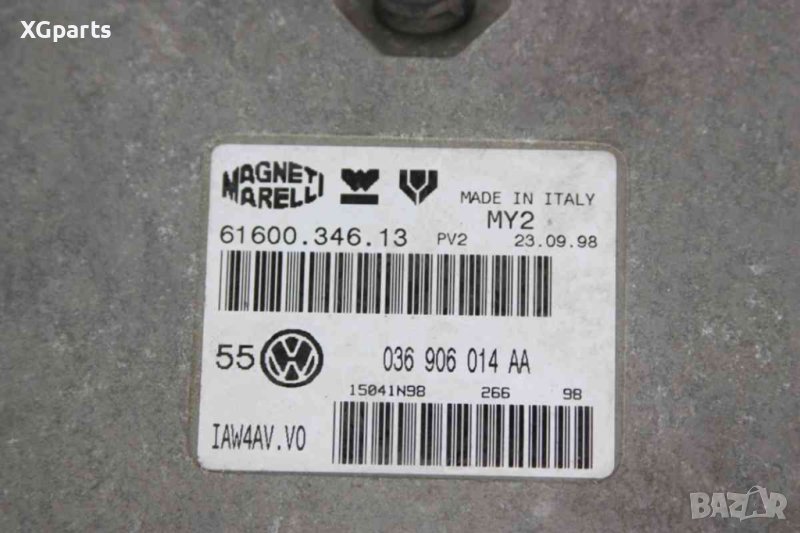 XGparts
MAGNETI
MARELLI
MADE IN ITALY
MY2
61600.346.13 PV2 23.09.98
55 036 906 014 AA
15041N98 266 98
IAW4AV.V0
BAZAR